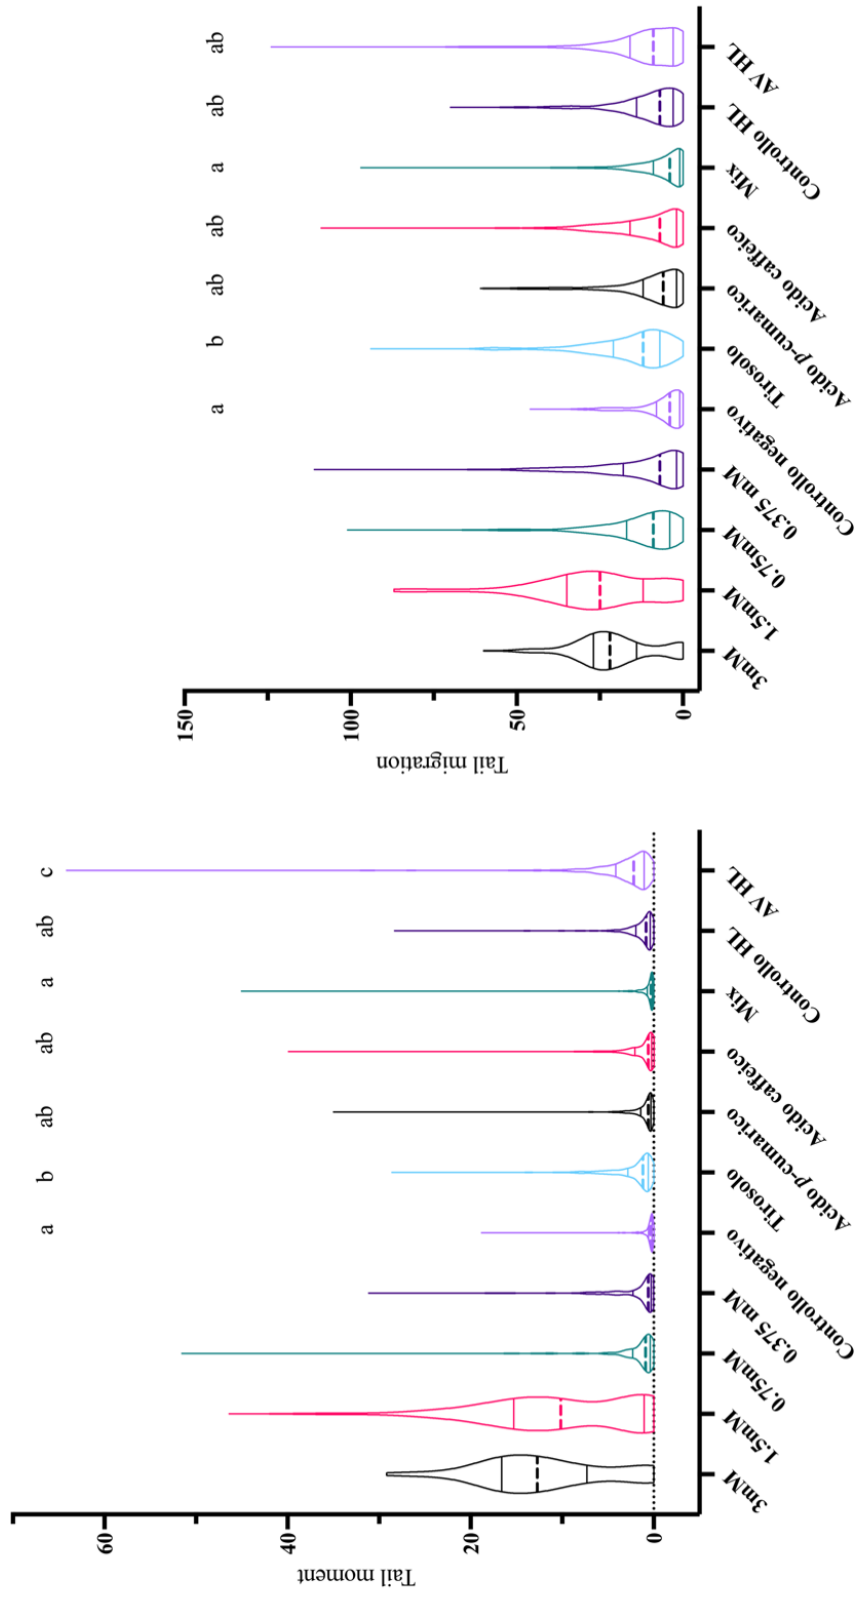 Tail moment
60
40
20
0
a
b
ab
ab
a
ab
c
3mM
1.5mM
0.75mM
0.375 mM
Controllo negativo
Tirosolo
Acido p-cumarico
Acido caffeico
Mix
Controllo HL
AV HL
Tail migration
150
100
50
0
a
b
ab
ab
a
ab
ab
3mM
1.5mM
0.75mM
0.375 mM
Controllo negativo
Tirosolo
Acido p-cumarico
Acido caffeico
Mix
Controllo HL
AV HL